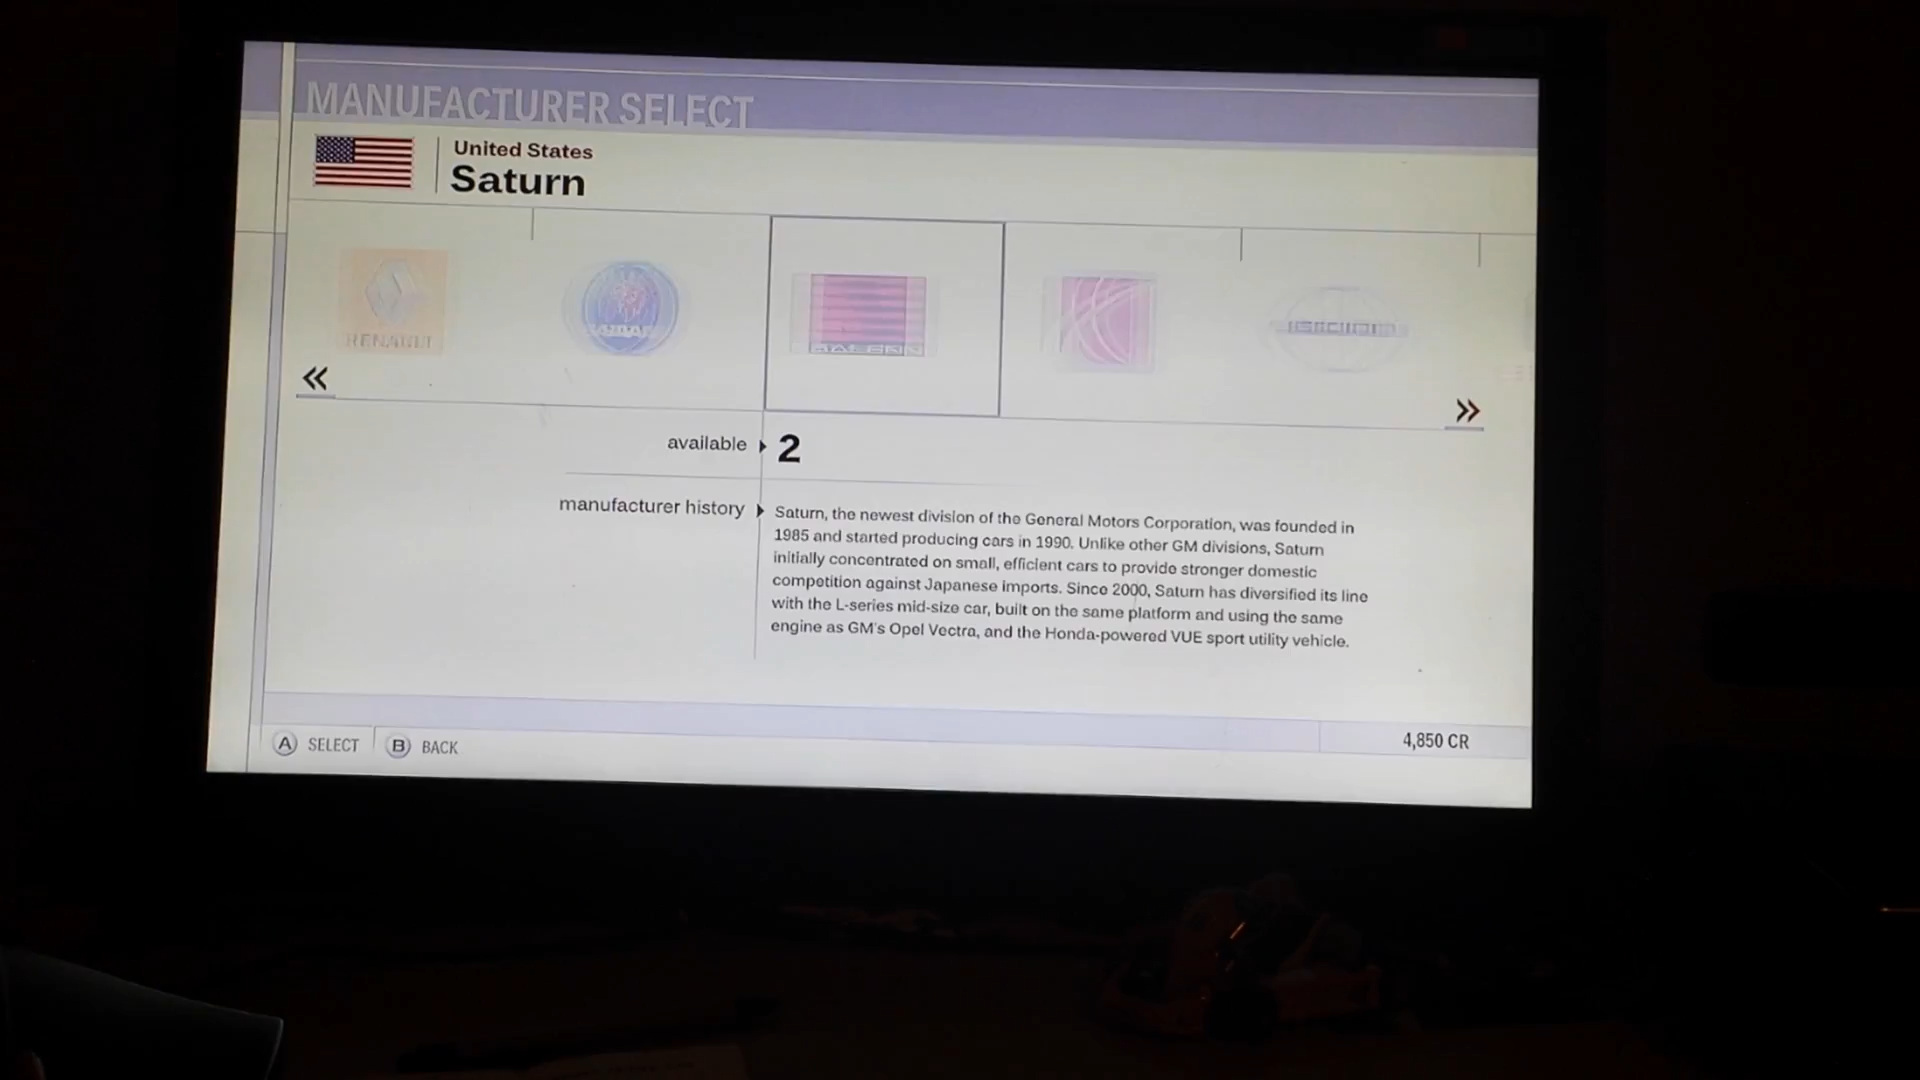 MANUFACTURER SELECT
United States
Saturn
RENAULT
available
2
manufacturer history
Saturn, the newest division of the General Motors Corporation, was founded in
1985 and started producing cars in 1990. Unlike other GM divisions, Saturn
initially concentrated on small, efficient cars to provide stronger domestic
competition against Japanese imports. Since 2000, Saturn has diversified its line
with the L-series mid-size car, built on the same platform and using the same
engine as GM's Opel Vectra, and the Honda-powered VUE sport utility vehicle.
A SELECT
B BACK
4,850 CR